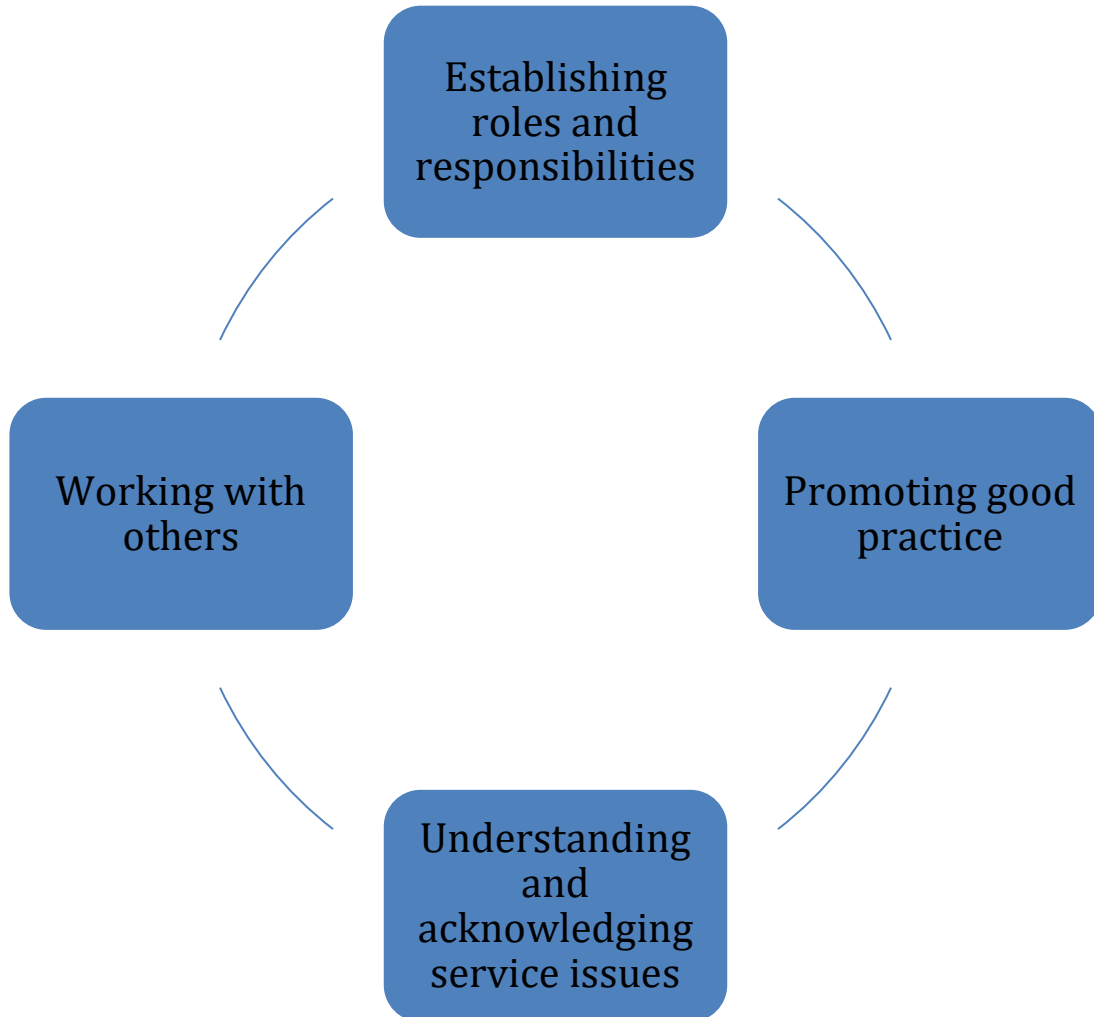 Establishing
roles and
responsibilities
Working with
others
Promoting good
practice
Understanding
and
acknowledging
service issues